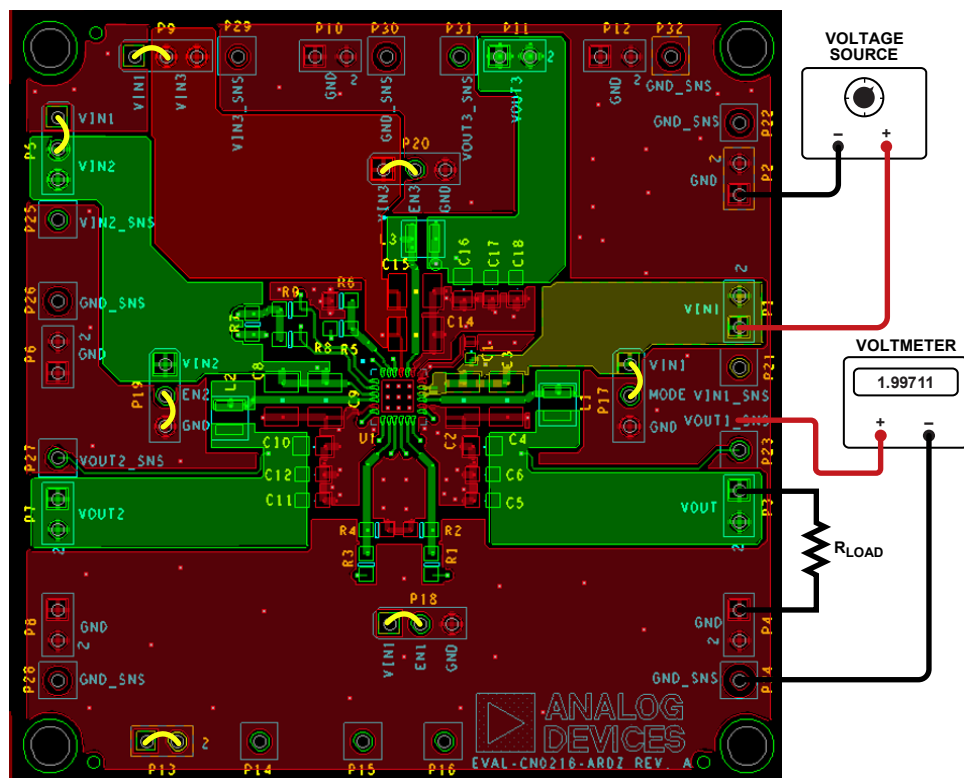 P9
P29
P10
P30
P31
P11
P12
P32
VIN1
VIN3
VIN3_SNS
GND
2
GND_SNS
VOUT3_SNS
VOUT3
2
GND
2
GND_SNS
VOLTAGE
SOURCE
– +
VIN1
P5
VIN2
P20
VIN3
EN3
GND
GND_SNS
P22
2
GND
P2
P25
VIN2_SNS
L3
C15
C16
C17
C18
P26
GND_SNS
R9
R6
R7
R8
R5
C14
2
VIN1
P1
P6
2
GND
VIN2
P19
EN2
GND
L2
C8
C9
C1
C3
L1
P17
VIN1
MODE
GND
P21
VIN1_SNS
VOUT1_SNS
VOLTMETER
1.99711
+ –
U1
C10
C12
C11
C2
C4
C6
C5
P27
VOUT2_SNS
P23
P7
VOUT2
2
VOUT
P3
2
RLOAD
R4
R2
R3
R1
P18
VIN1
EN1
GND
P8
GND
2
GND
2
P4
P28
GND_SNS
GND_SNS
P24
ANALOG
DEVICES
EVAL-CN0216-ARDZ REV. A
2
P13
P14
P15
P16